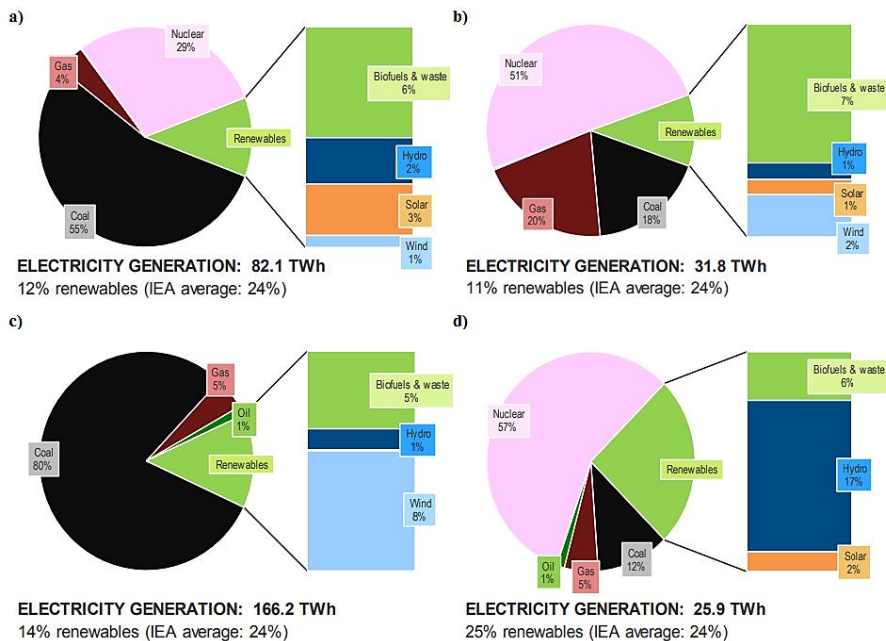 a)
Nuclear
29%
Gas
4%
Coal
55%
Renewables
Biofuels & waste
6%
Hydro
2%
Solar
3%
Wind
1%
ELECTRICITY GENERATION: 82.1 TWh
12% renewables (IEA average: 24%)
b)
Nuclear
51%
Gas
20%
Coal
18%
Renewables
Biofuels & waste
7%
Hydro
1%
Solar
1%
Wind
2%
ELECTRICITY GENERATION: 31.8 TWh
11% renewables (IEA average: 24%)
c)
Gas
5%
Oil
1%
Coal
80%
Renewables
Biofuels & waste
5%
Hydro
1%
Wind
8%
ELECTRICITY GENERATION: 166.2 TWh
14% renewables (IEA average: 24%)
d)
Nuclear
57%
Renewables
Oil
1%
Gas
5%
Coal
12%
Biofuels & waste
6%
Hydro
17%
Solar
2%
ELECTRICITY GENERATION: 25.9 TWh
25% renewables (IEA average: 24%)